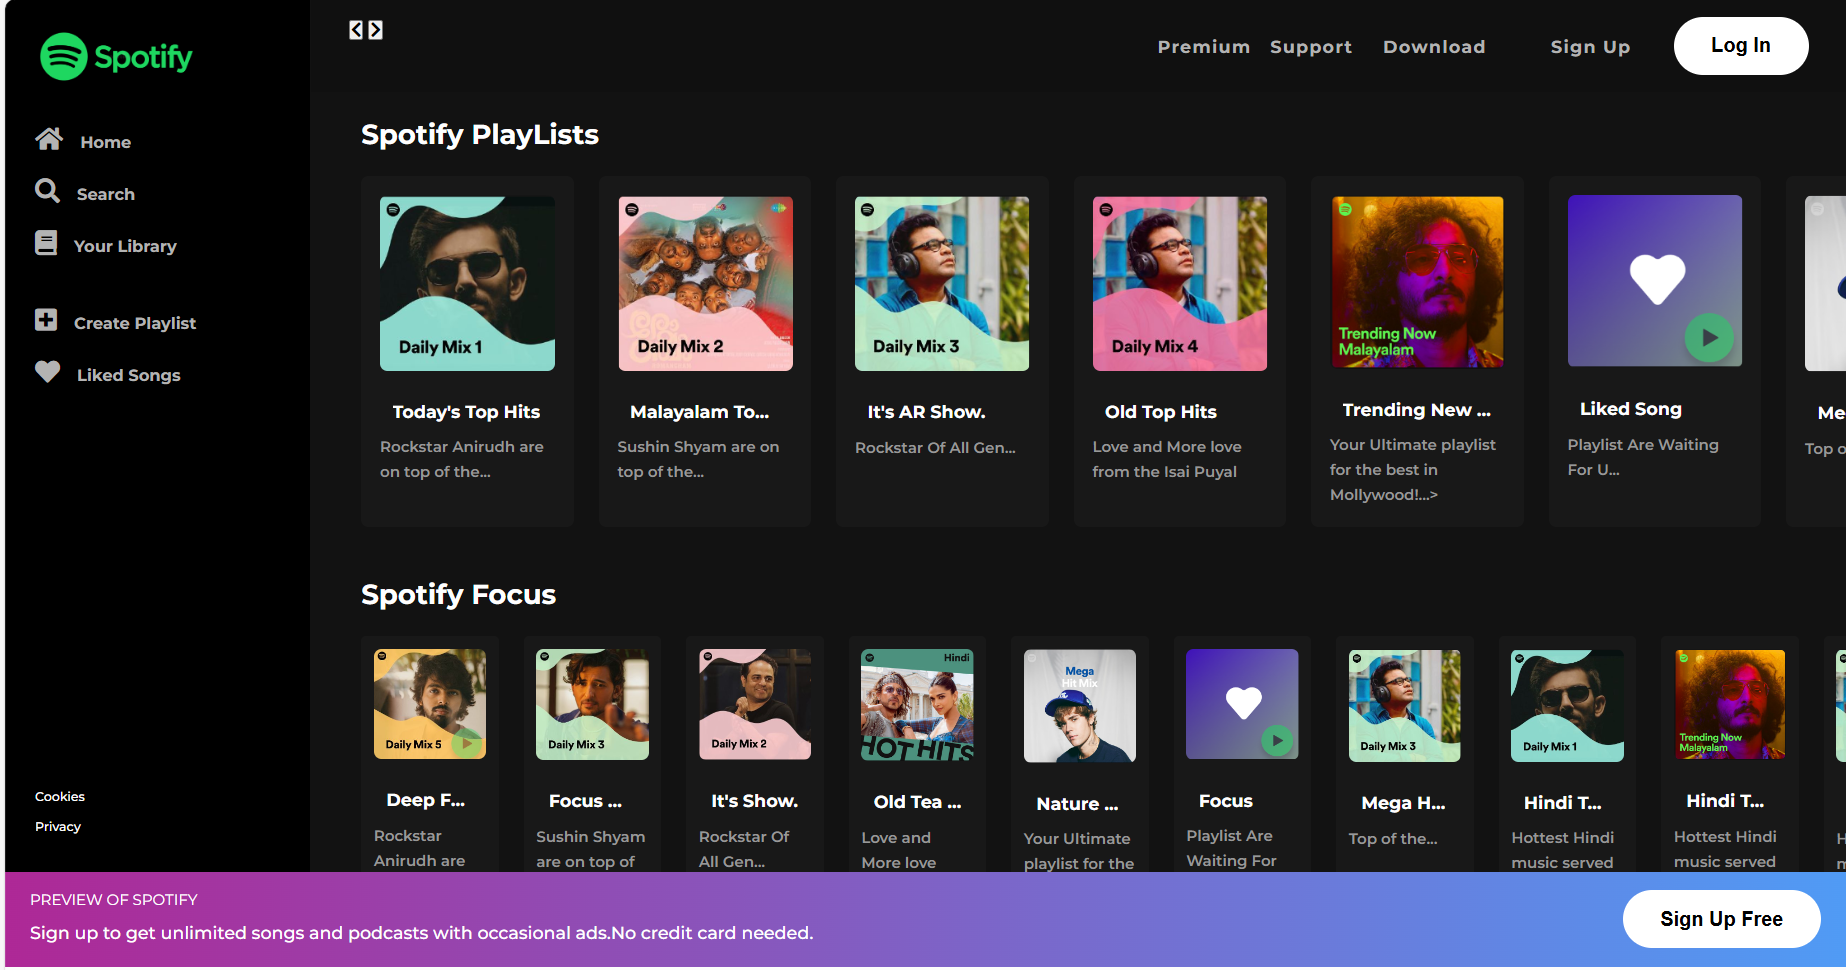 Spotify
Home
Search
Your Library
Create Playlist
Liked Songs
Cookies
Privacy
Premium Support Download Sign Up Log In
Spotify PlayLists
Daily Mix 1
Today's Top Hits
Rockstar Anirudh are
on top of the...
Daily Mix 2
Malayalam To...
Sushin Shyam are on
top of the...
Daily Mix 3
It's AR Show.
Rockstar Of All Gen...
Daily Mix 4
Old Top Hits
Love and More love
from the Isai Puyal
Trending Now
Malayalam
Trending New ...
Your Ultimate playlist
for the best in
Mollywood!...>
Liked Song
Playlist Are Waiting
For U...
Me
Top o
Spotify Focus
Daily Mix 5
Deep F...
Rockstar
Anirudh are
Daily Mix 3
Focus ...
Sushin Shyam
are on top of
Daily Mix 2
It's Show.
Rockstar Of
All Gen...
Hindi
HOT HITS
Old Tea ...
Love and
More love
Mega
Hit Mix
Nature ...
Your Ultimate
playlist for the
Focus
Playlist Are
Waiting For
Daily Mix 3
Mega H...
Top of the...
Daily Mix 1
Hindi T...
Hottest Hindi
music served
Trending Now
Malayalam
Hindi T...
Hottest Hindi
music served
PREVIEW OF SPOTIFY
Sign up to get unlimited songs and podcasts with occasional ads.No credit card needed.
Sign Up Free